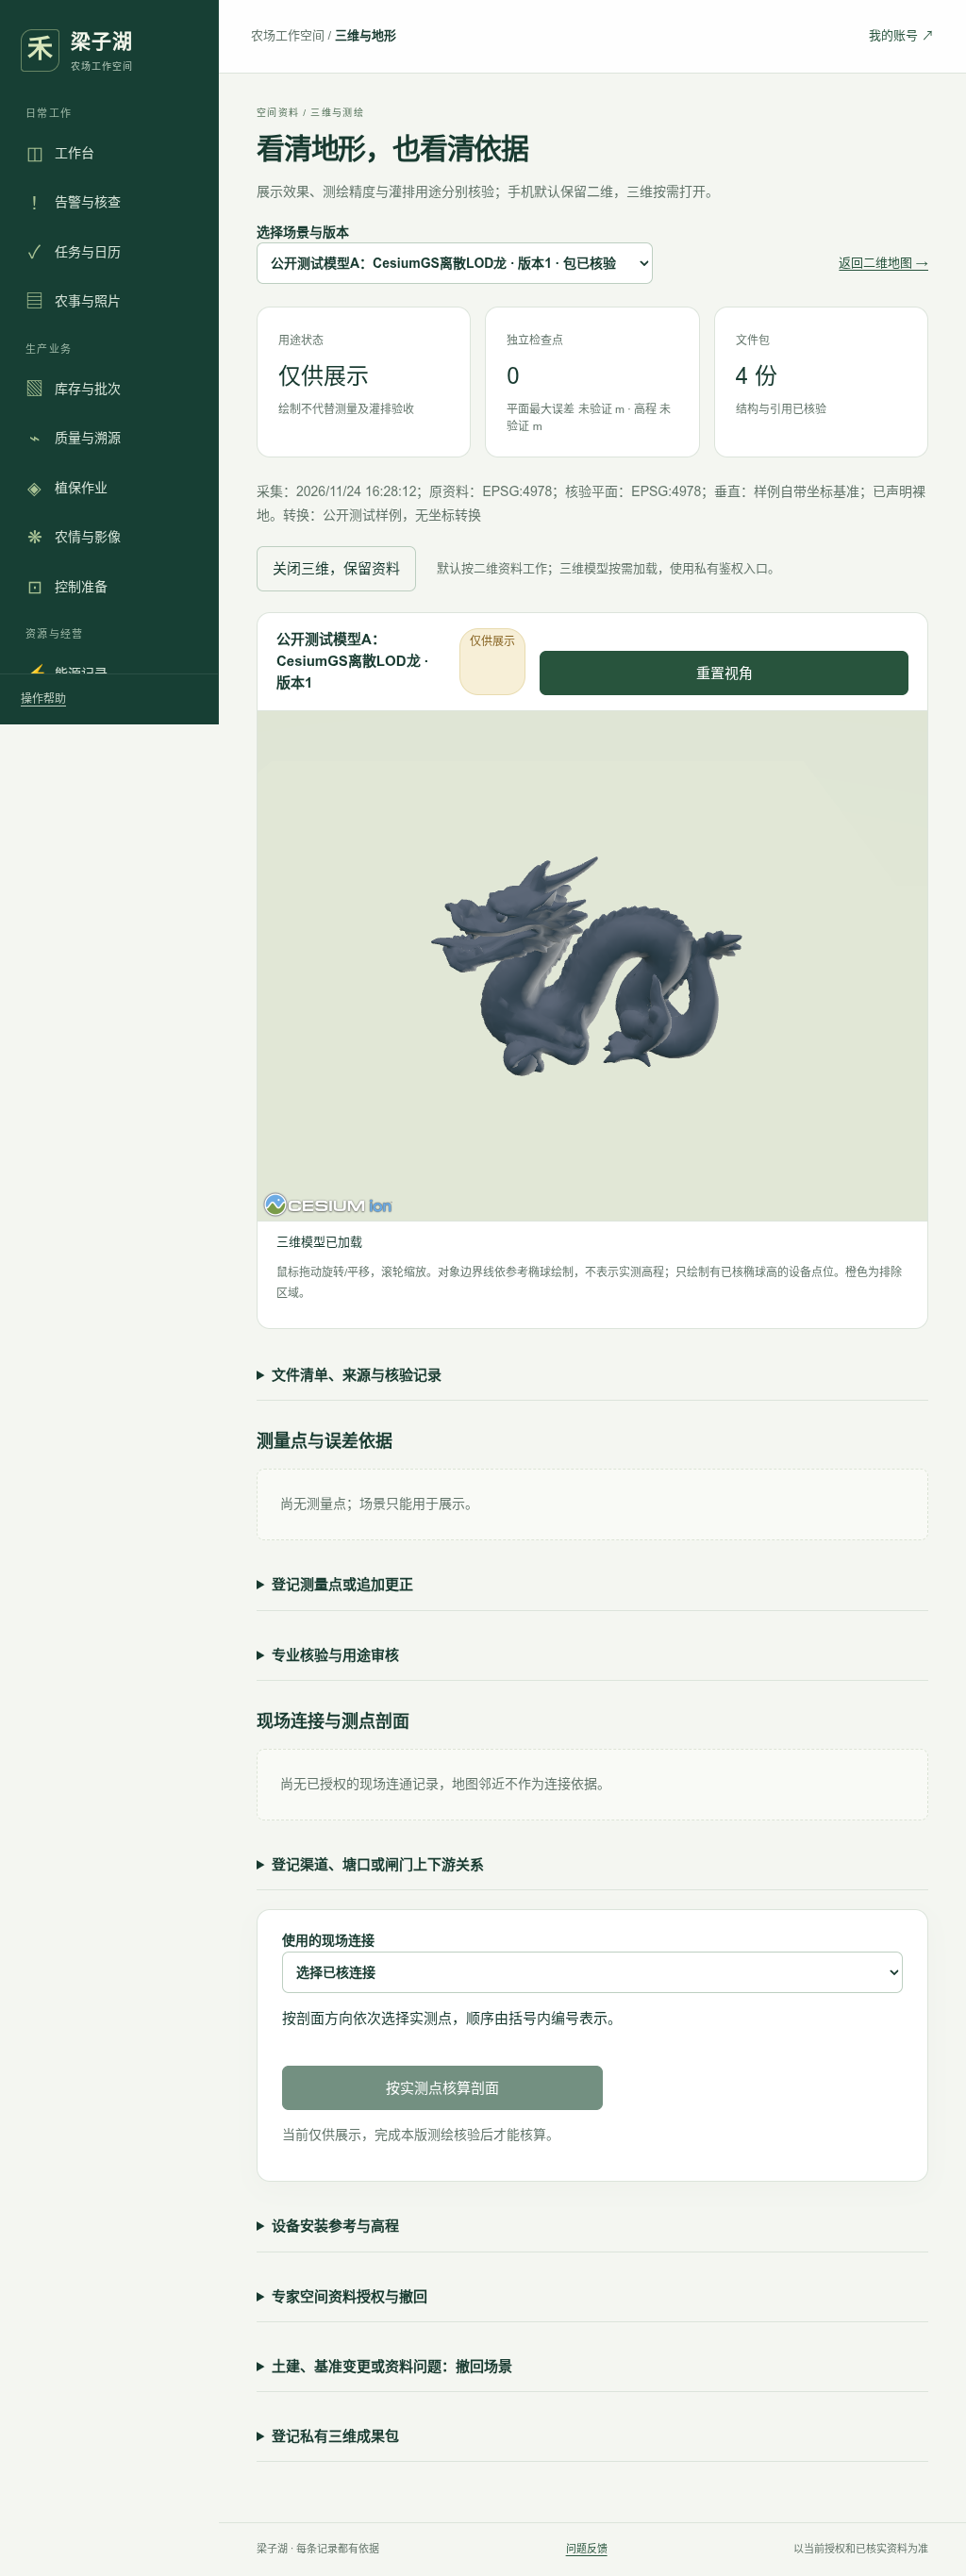 禾
梁子湖
农场工作空间
日常工作
工作台
告警与核查
任务与日历
农事与照片
生产业务
库存与批次
质量与溯源
植保作业
农情与影像
控制准备
资源与经营
能源记录
操作帮助
农场工作空间 / 三维与地形
我的账号 ↗
空间资料 / 三维与测绘
看清地形，也看清依据
展示效果、测绘精度与灌排用途分别核验；手机默认保留二维，三维按需打开。
选择场景与版本
公开测试模型A：CesiumGS离散LOD龙 · 版本1 · 包已核验
返回二维地图 →
用途状态
仅供展示
绘制不代替测量及灌排验收
独立检查点
0
平面最大误差 未验证 m · 高程 未
验证 m
文件包
4 份
结构与引用已核验
采集：2026/11/24 16:28:12；原资料：EPSG:4978；核验平面：EPSG:4978；垂直：样例自带坐标基准；已声明裸
地。转换：公开测试样例，无坐标转换
关闭三维，保留资料
默认按二维资料工作；三维模型按需加载，使用私有鉴权入口。
公开测试模型A：
CesiumGS离散LOD龙 ·
版本1
仅供展示
重置视角
CESIUM ion
三维模型已加载
鼠标拖动旋转/平移，滚轮缩放。对象边界线依参考椭球绘制，不表示实测高程；只绘制有已核椭球高的设备点位。橙色为排除
区域。
文件清单、来源与核验记录
测量点与误差依据
尚无测量点；场景只能用于展示。
登记测量点或追加更正
专业核验与用途审核
现场连接与测点剖面
尚无已授权的现场连通记录，地图邻近不作为连接依据。
登记渠道、塘口或闸门上下游关系
使用的现场连接
选择已核连接
按剖面方向依次选择实测点，顺序由括号内编号表示。
按实测点核算剖面
当前仅供展示，完成本版测绘核验后才能核算。
设备安装参考与高程
专家空间资料授权与撤回
土建、基准变更或资料问题：撤回场景
登记私有三维成果包
梁子湖 · 每条记录都有依据
问题反馈
以当前授权和已核实资料为准